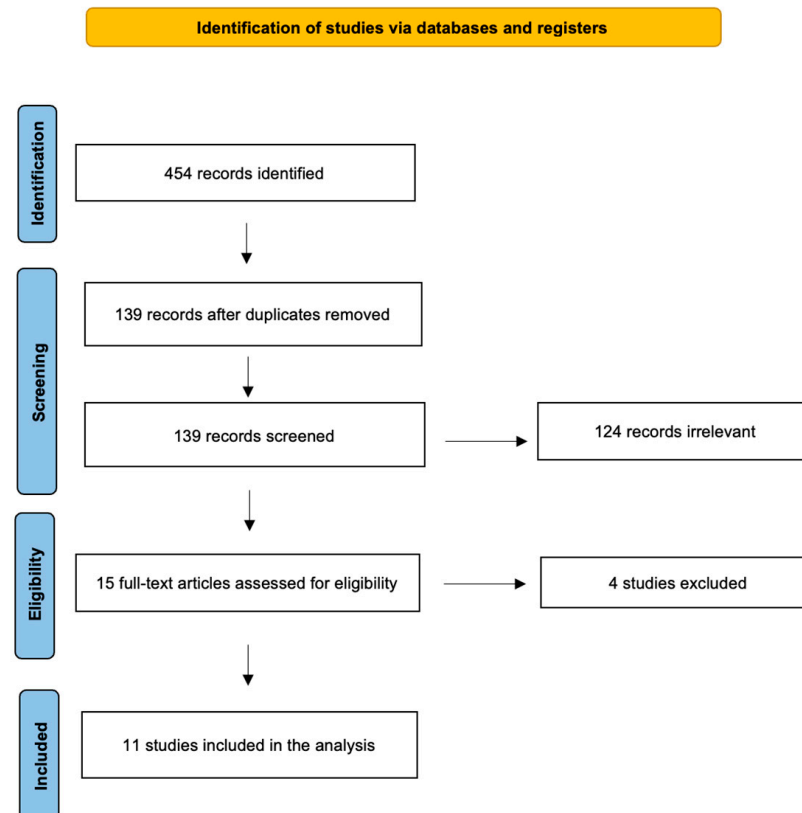 Identification of studies via databases and registers
Identification
454 records identified
Screening
139 records after duplicates removed
139 records screened
124 records irrelevant
Eligibility
15 full-text articles assessed for eligibility
4 studies excluded
Included
11 studies included in the analysis